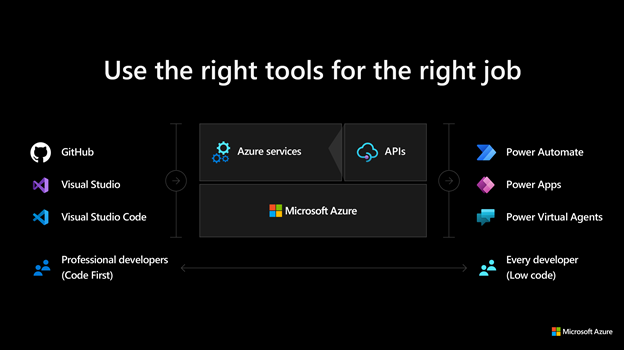 Use the right tools for the right job
GitHub
Visual Studio
Visual Studio Code
Professional developers
(Code First)
Azure services
APIs
Microsoft Azure
Power Automate
Power Apps
Power Virtual Agents
Every developer
(Low code)
Microsoft Azure